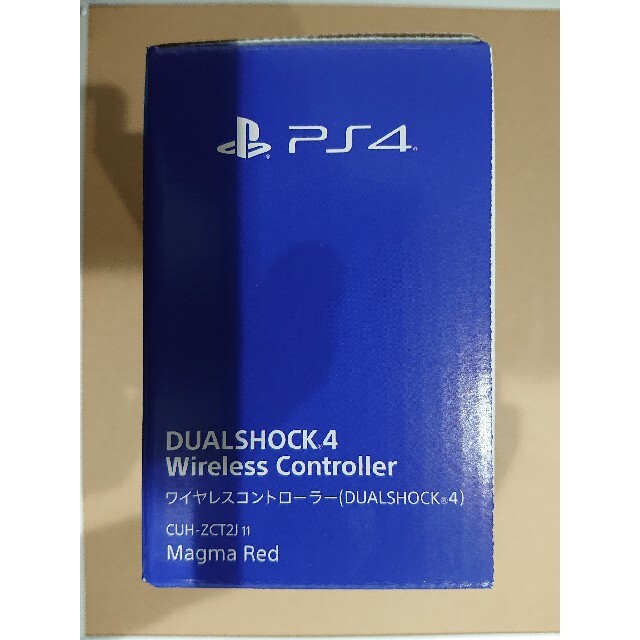 PS4
DUALSHOCK®4
Wireless Controller
ワイヤレスコントローラー(DUALSHOCK®4)
CUH-ZCT2J 11
Magma Red